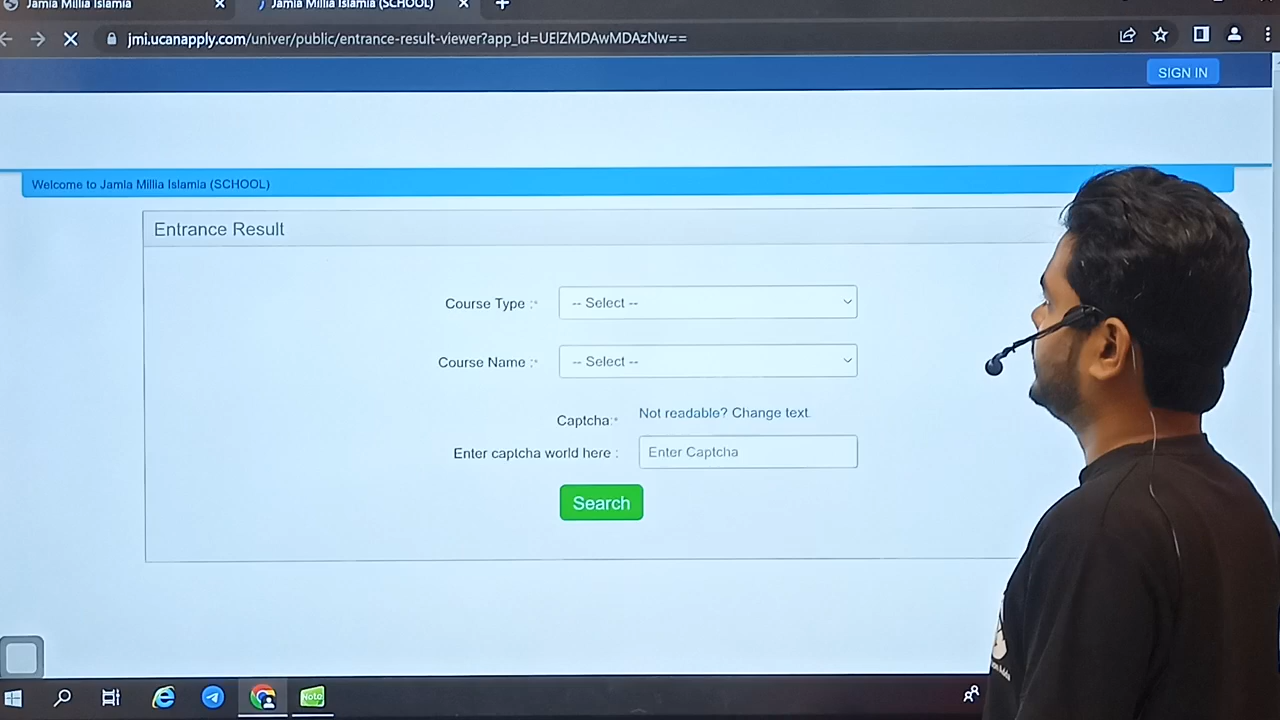 Jamia Millia Islamia
Jamia Millia Islamia (SCHOOL)
jmi.ucanapply.com/univer/public/entrance-result-viewer?app_id=UElZMDAwMDAzNw==
SIGN IN
Welcome to Jamia Millia Islamia (SCHOOL)
Entrance Result
Course Type :*
-- Select --
Course Name :*
-- Select --
Captcha:*
Not readable? Change text.
Enter captcha world here :
Enter Captcha
Search
Note